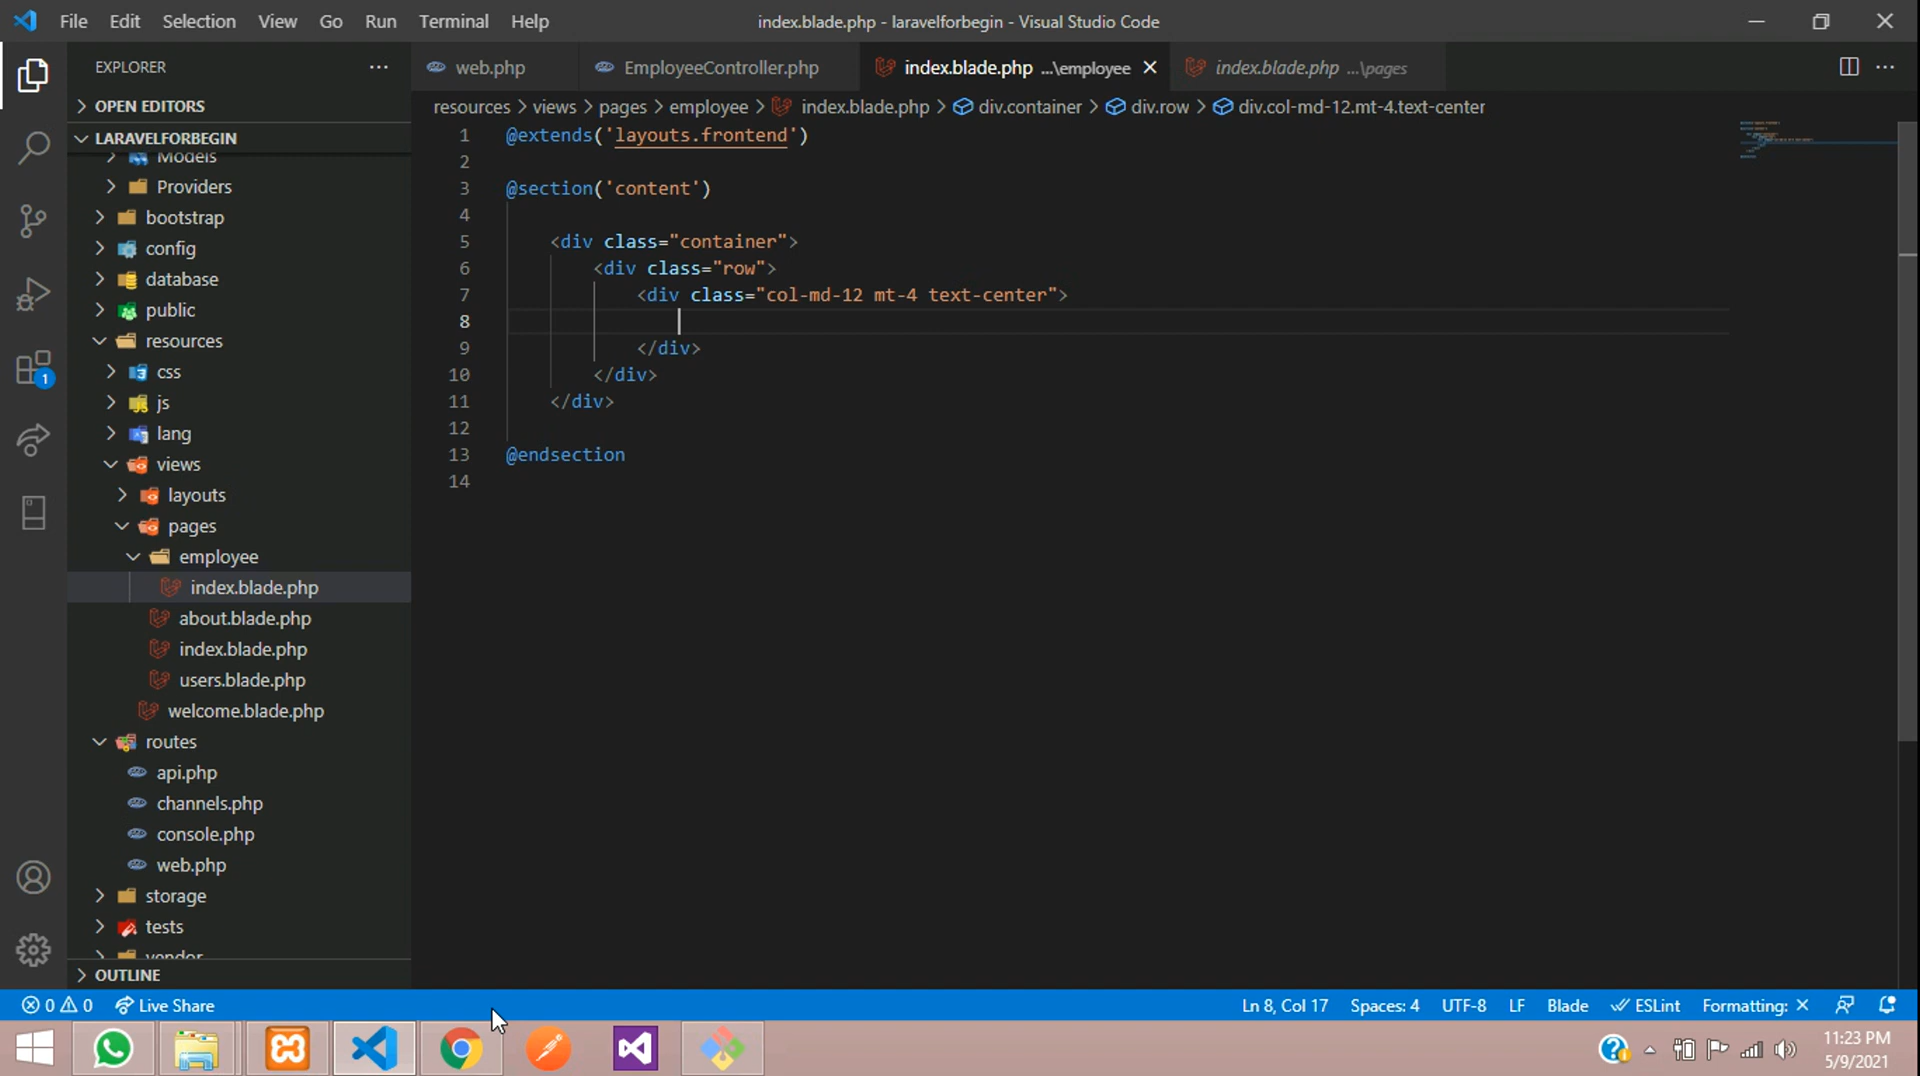 File Edit Selection View Go Run Terminal Help
index.blade.php - laravelforbegin - Visual Studio Code
EXPLORER
web.php
EmployeeController.php
index.blade.php ...\employee
index.blade.php ...\pages
OPEN EDITORS
resources > views > pages > employee > index.blade.php > div.container > div.row > div.col-md-12.mt-4.text-center
LARAVELFORBEGIN
Models
Providers
bootstrap
config
database
public
resources
css
js
lang
views
layouts
pages
employee
index.blade.php
about.blade.php
index.blade.php
users.blade.php
welcome.blade.php
routes
api.php
channels.php
console.php
web.php
storage
tests
vendor
OUTLINE
1 @extends('layouts.frontend')
2
3 @section('content')
4
5 <div class="container">
6 <div class="row">
7 <div class="col-md-12 mt-4 text-center">
8
9 </div>
10 </div>
11 </div>
12
13 @endsection
14
1
0 0 Live Share
Ln 8, Col 17 Spaces: 4 UTF-8 LF Blade ESLint Formatting: ×
11:23 PM
5/9/2021